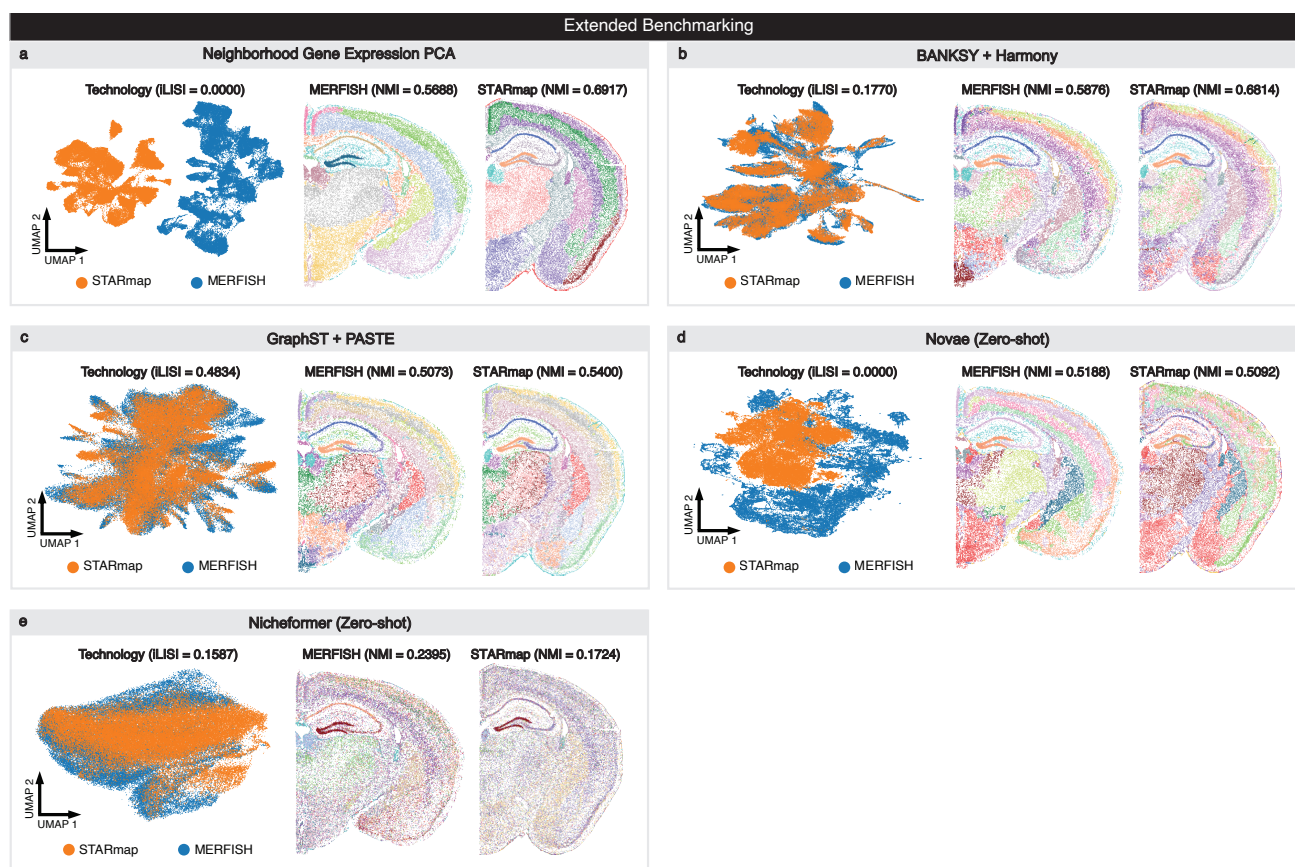 Extended Benchmarking
a
Neighborhood Gene Expression PCA
Technology (iLISI = 0.0000)
MERFISH (NMI = 0.5688)
STARmap (NMI = 0.6917)
UMAP 2
UMAP 1
STARmap
MERFISH
b
BANKSY + Harmony
Technology (iLISI = 0.1770)
MERFISH (NMI = 0.5876)
STARmap (NMI = 0.6814)
UMAP 2
UMAP 1
STARmap
MERFISH
c
GraphST + PASTE
Technology (iLISI = 0.4834)
MERFISH (NMI = 0.5073)
STARmap (NMI = 0.5400)
UMAP 2
UMAP 1
STARmap
MERFISH
d
Novae (Zero-shot)
Technology (iLISI = 0.0000)
MERFISH (NMI = 0.5188)
STARmap (NMI = 0.5092)
UMAP 2
UMAP 1
STARmap
MERFISH
e
Nicheformer (Zero-shot)
Technology (iLISI = 0.1587)
MERFISH (NMI = 0.2395)
STARmap (NMI = 0.1724)
UMAP 2
UMAP 1
STARmap
MERFISH